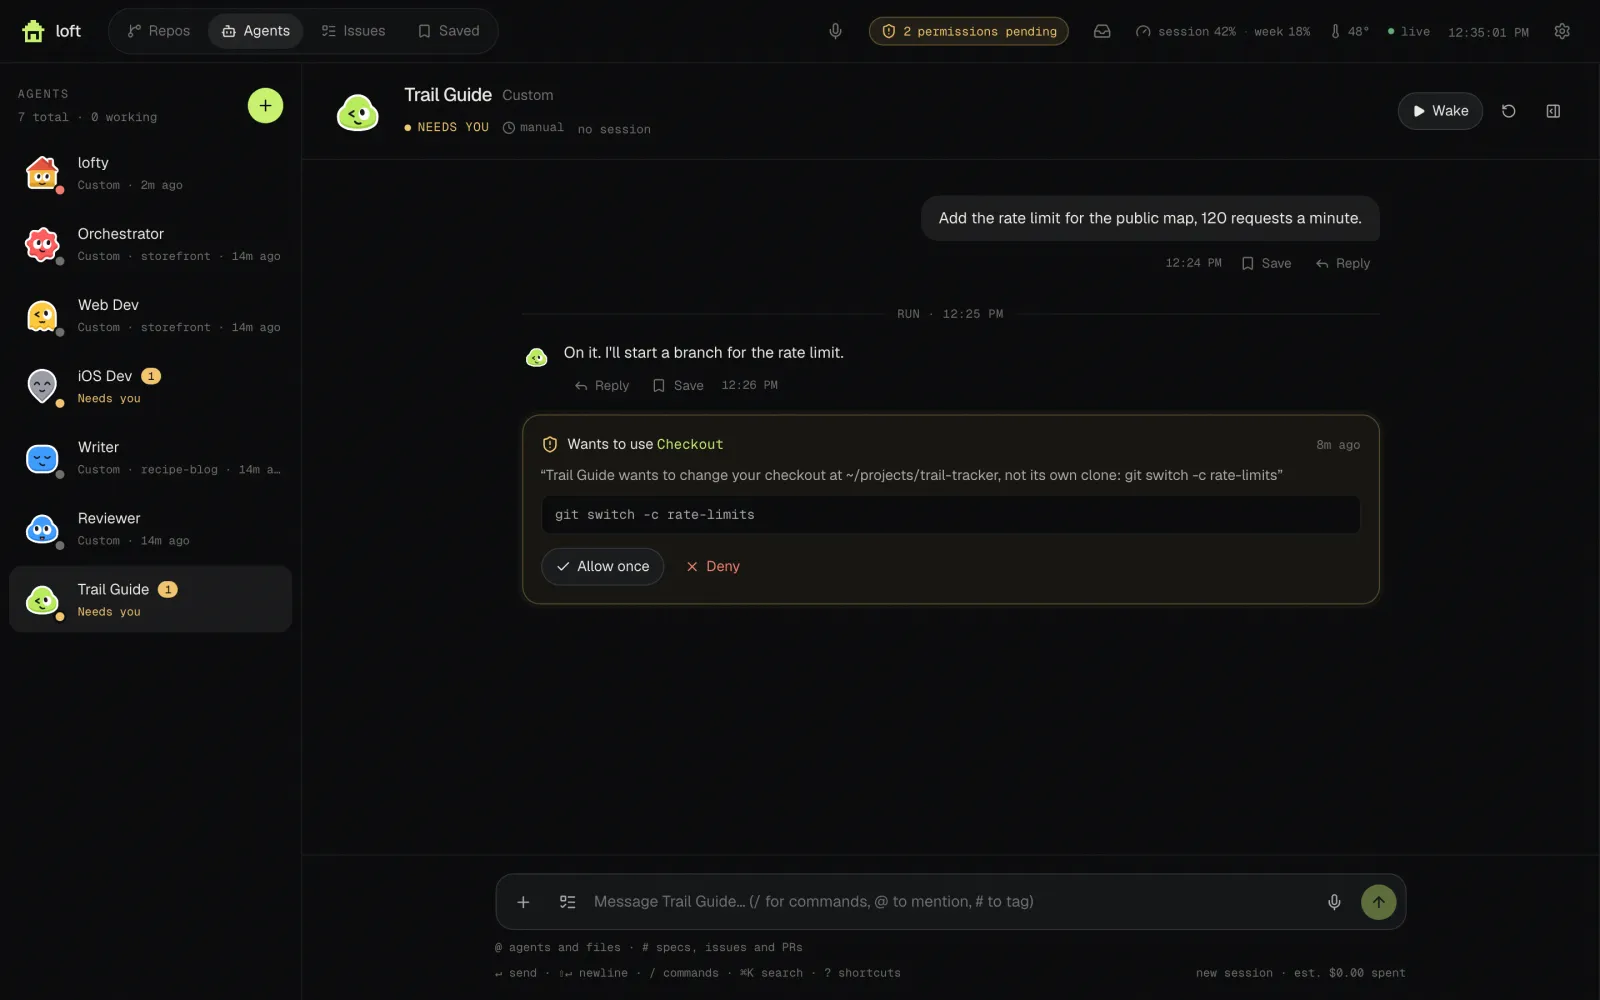 loft
Repos
Agents
Issues
Saved
2 permissions pending
session 42% · week 18%
48°
live
12:35:01 PM
AGENTS
7 total · 0 working
lofty
Custom · 2m ago
Orchestrator
Custom · storefront · 14m ago
Web Dev
Custom · storefront · 14m ago
iOS Dev 1
Needs you
Writer
Custom · recipe-blog · 14m a…
Reviewer
Custom · 14m ago
Trail Guide 1
Needs you
Trail Guide Custom
NEEDS YOU manual no session
Wake
Add the rate limit for the public map, 120 requests a minute.
12:24 PM Save Reply
RUN · 12:25 PM
On it. I'll start a branch for the rate limit.
Reply Save 12:26 PM
Wants to use Checkout 8m ago
“Trail Guide wants to change your checkout at ~/projects/trail-tracker, not its own clone: git switch -c rate-limits”
git switch -c rate-limits
Allow once Deny
Message Trail Guide... (/ for commands, @ to mention, # to tag)
@ agents and files · # specs, issues and PRs
↵ send · ⇧↵ newline · / commands · ⌘K search · ? shortcuts
new session · est. $0.00 spent